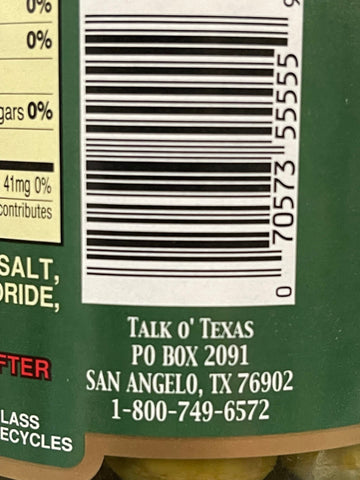 0%
0%
gars 0%
41mg 0%
contributes
SALT,
RIDE,
FTER
LASS
ECYCLES
0 70573 55555
TALK O' TEXAS
PO BOX 2091
SAN ANGELO, TX 76902
1-800-749-6572